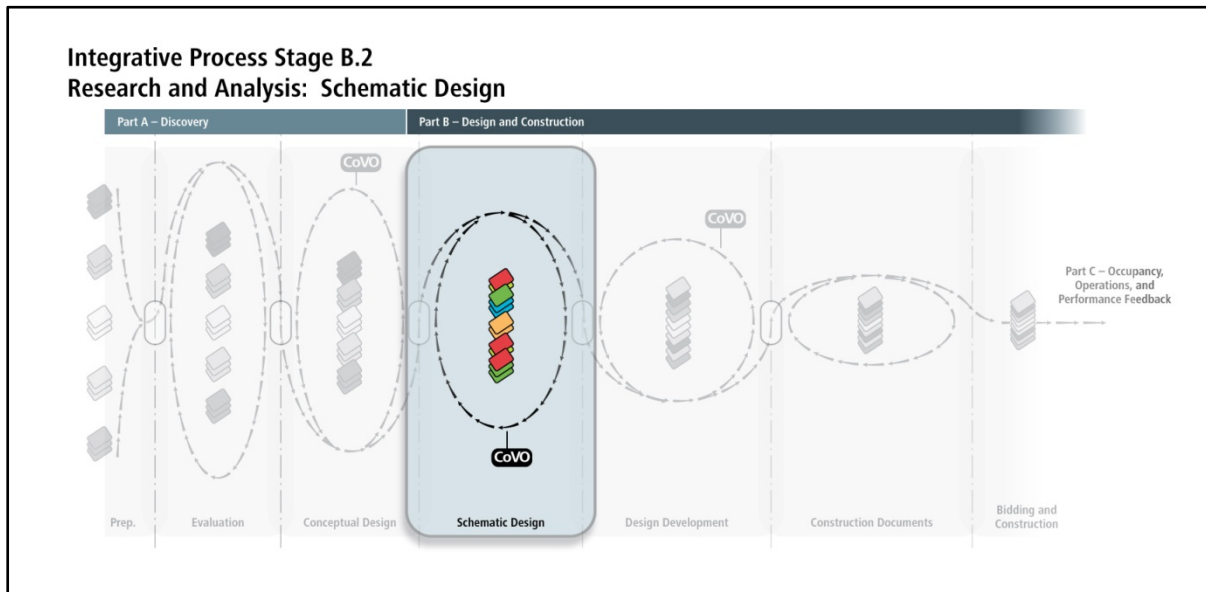 Integrative Process Stage B.2
Research and Analysis: Schematic Design
Part A – Discovery
Part B – Design and Construction
CoVO
CoVO
CoVO
Part C – Occupancy,
Operations, and
Performance Feedback
Prep.
Evaluation
Conceptual Design
Schematic Design
Design Development
Construction Documents
Bidding and
Construction